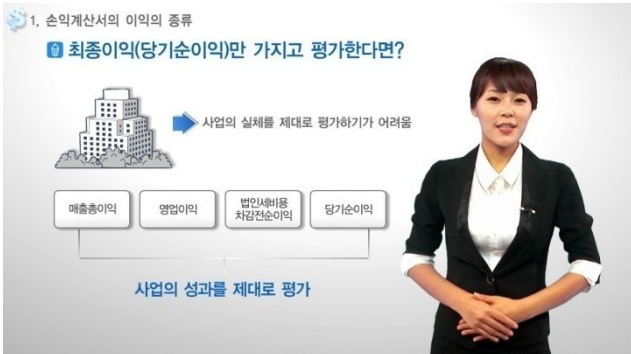 1. 손익계산서의 이익의 종류
최종이익(당기순이익)만 가지고 평가한다면?
사업의 실체를 제대로 평가하기가 어려움
매출총이익
영업이익
법인세비용
차감전순이익
당기순이익
사업의 성과를 제대로 평가